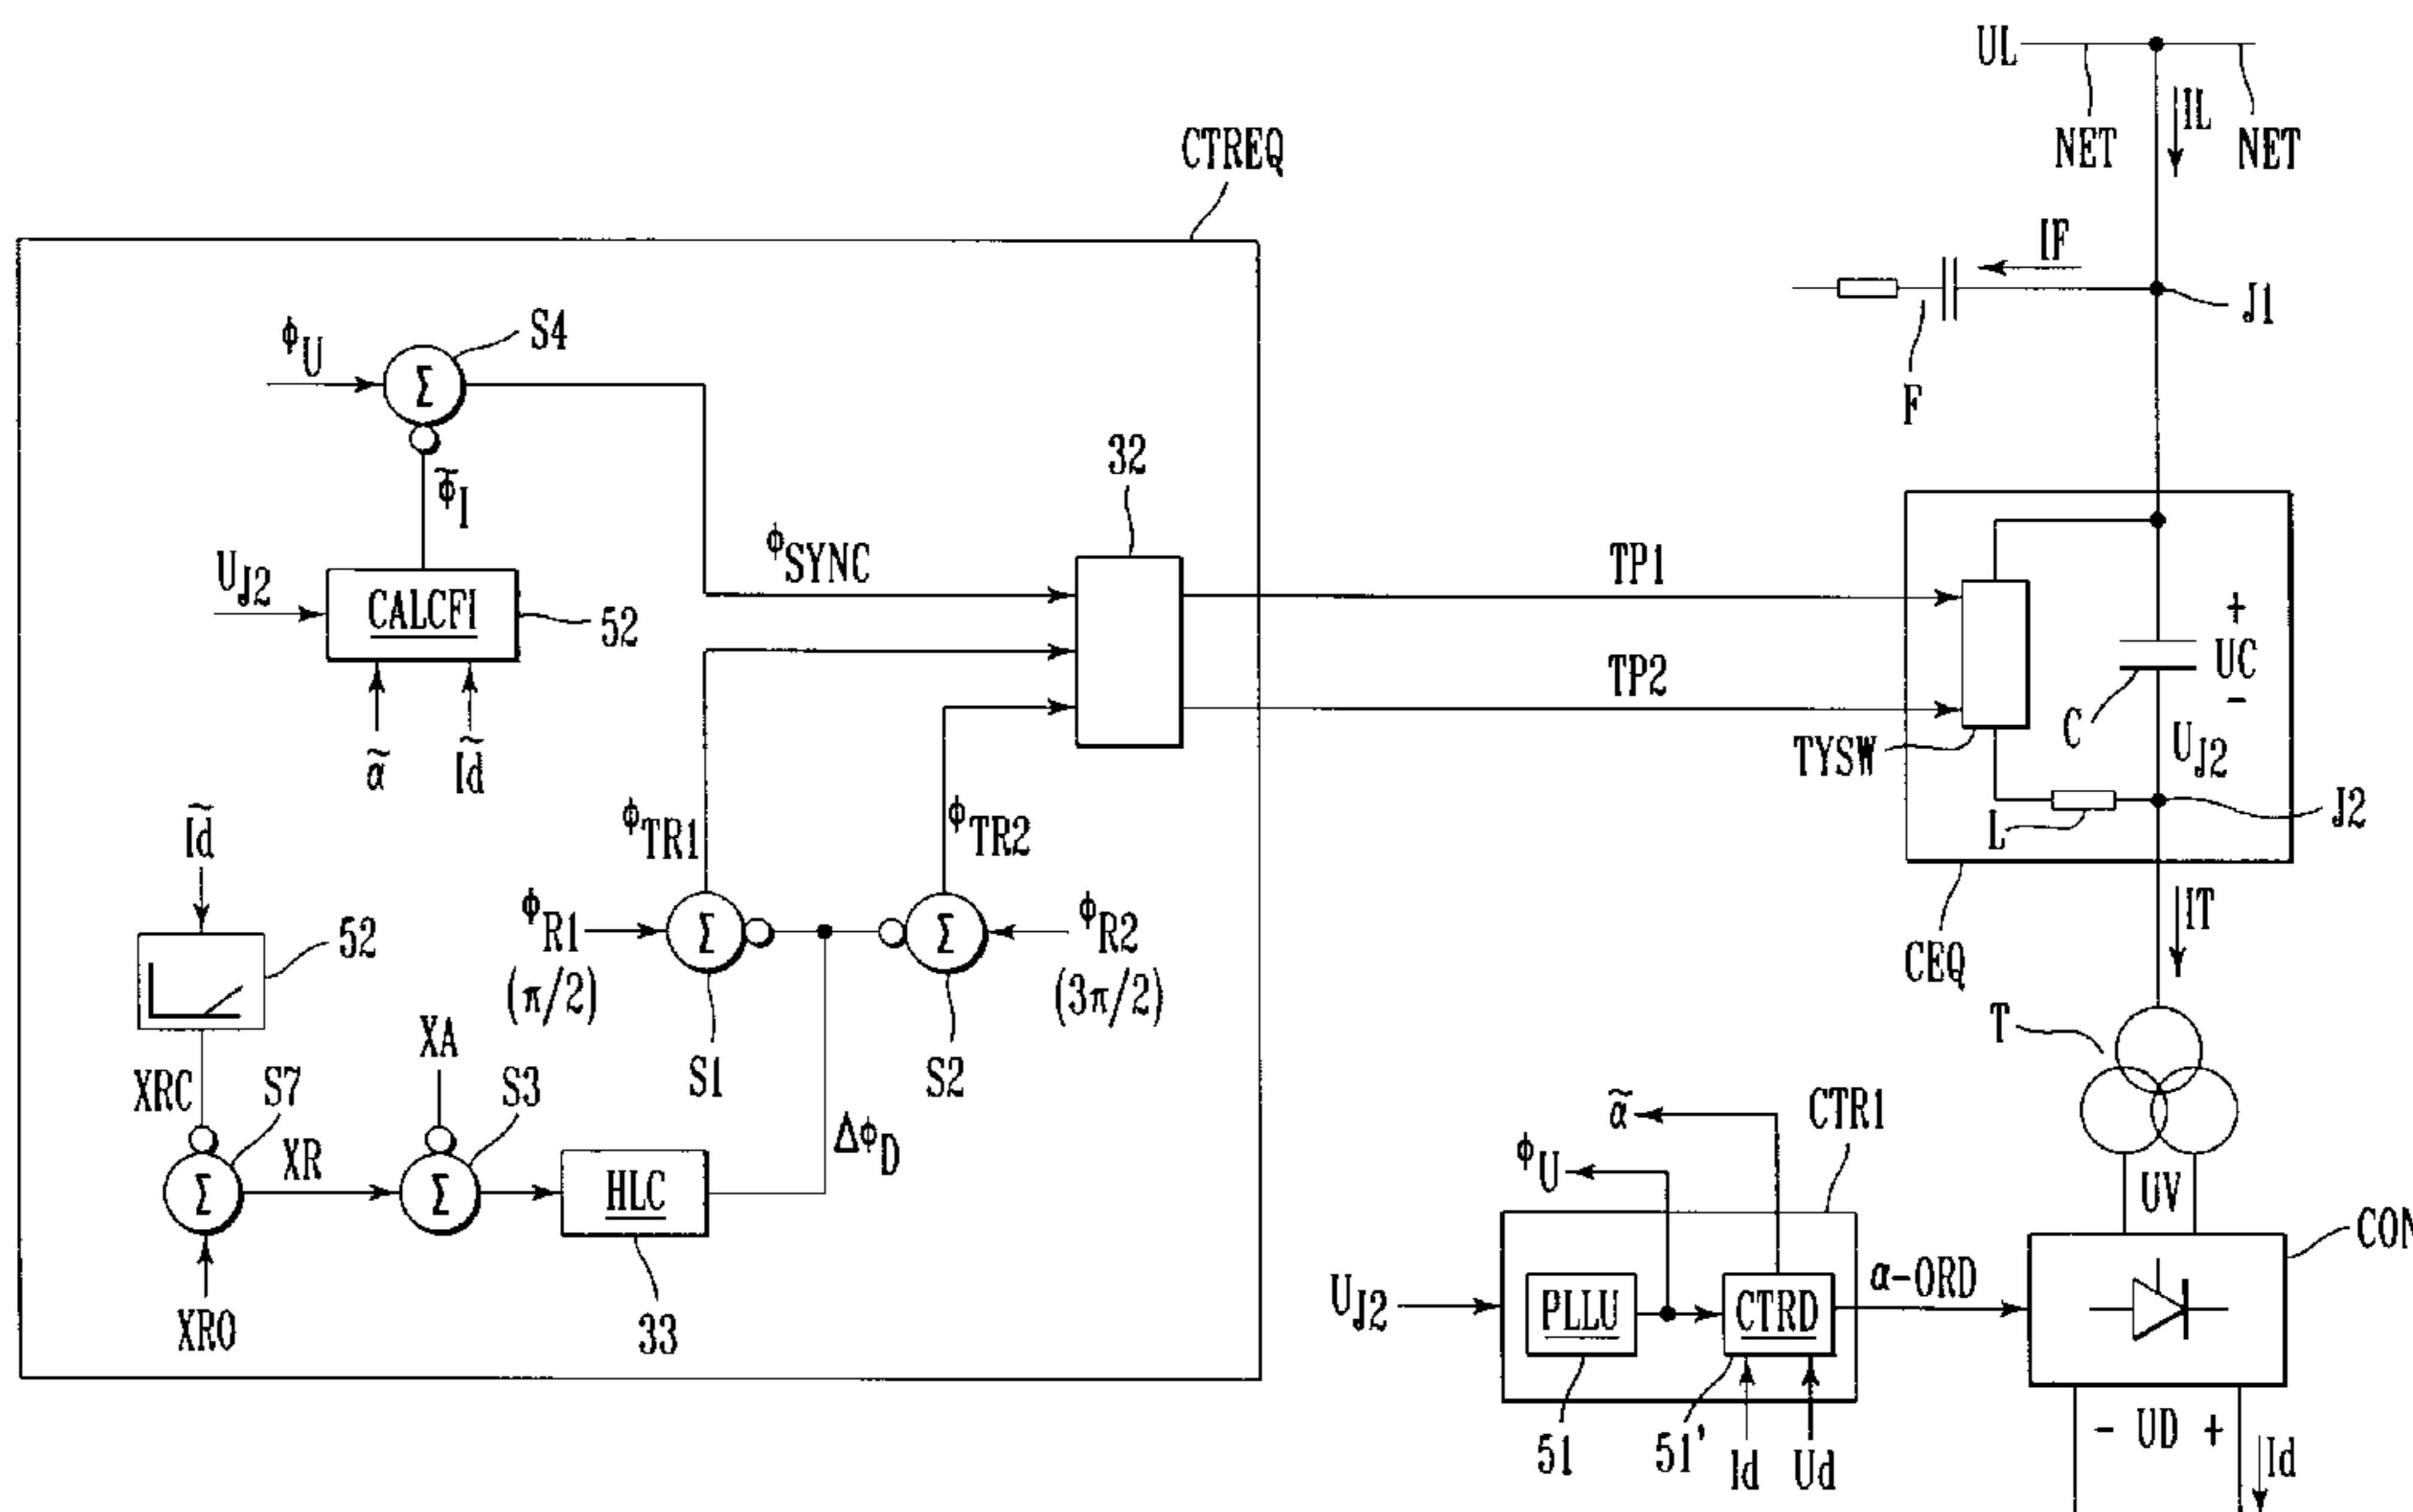 UL
IL
NET
NET
CTREQ
IF
J1
F
ϕU
S4
Σ
ϕ̃I
UJ2
CALCFI
52
α̃
Ĩd
ϕSYNC
32
TP1
TP2
+
UC
-
C
UJ2
TYSW
L
J2
CEQ
IT
T
Ĩd
52
ϕTR1
ϕTR2
ϕR1
(π/2)
Σ
S1
Σ
S2
ϕR2
(3π/2)
XRC
S7
Σ
XR
XRO
XA
S3
Σ
HLC
33
ΔϕD
α̃
ϕU
CTR1
UJ2
PLLU
51
CTRD
51'
Id
Ud
α-ORD
UV
- UD +
Id